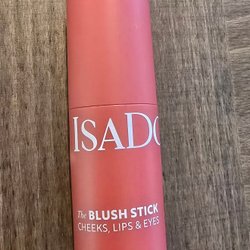 ISADO
The BLUSH STICK
CHEEKS, LIPS & EYES